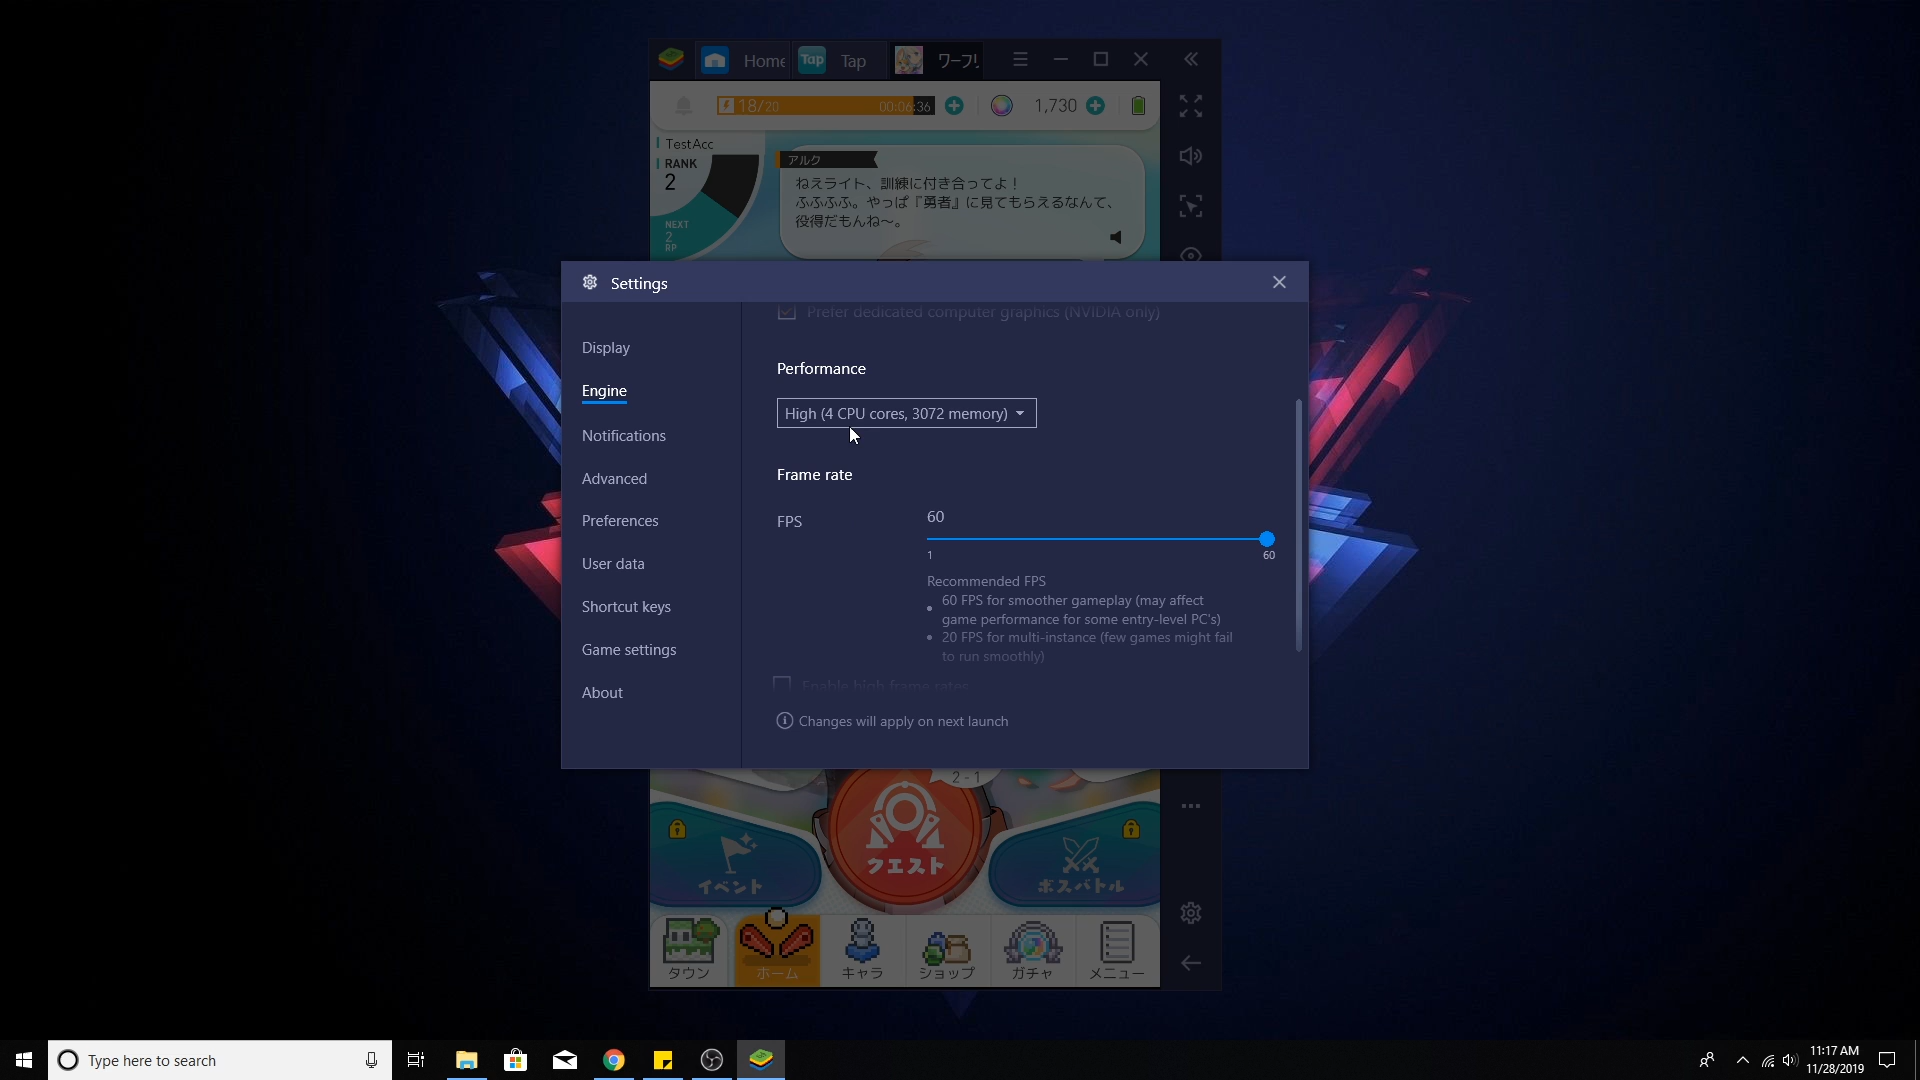 Home
Tap
Tap
ワーフリ
18/20
00:06:36
1,730
TestAcc
RANK
2
NEXT
2
RP
アルク
ねえライト、訓練に付き合ってよ！
ふふふふ。やっぱ『勇者』に見てもらえるなんて、
役得だもんね〜。
Settings
Display
Engine
Notifications
Advanced
Preferences
User data
Shortcut keys
Game settings
About
Prefer dedicated computer graphics (NVIDIA only)
Performance
High (4 CPU cores, 3072 memory)
Frame rate
FPS
60
1
60
Recommended FPS
• 60 FPS for smoother gameplay (may affect
game performance for some entry-level PC's)
• 20 FPS for multi-instance (few games might fail
to run smoothly)
Enable high frame rates
Changes will apply on next launch
2-1
クエスト
イベント
ボスバトル
タウン
ホーム
キャラ
ショップ
ガチャ
メニュー
Type here to search
11:17 AM
11/28/2019